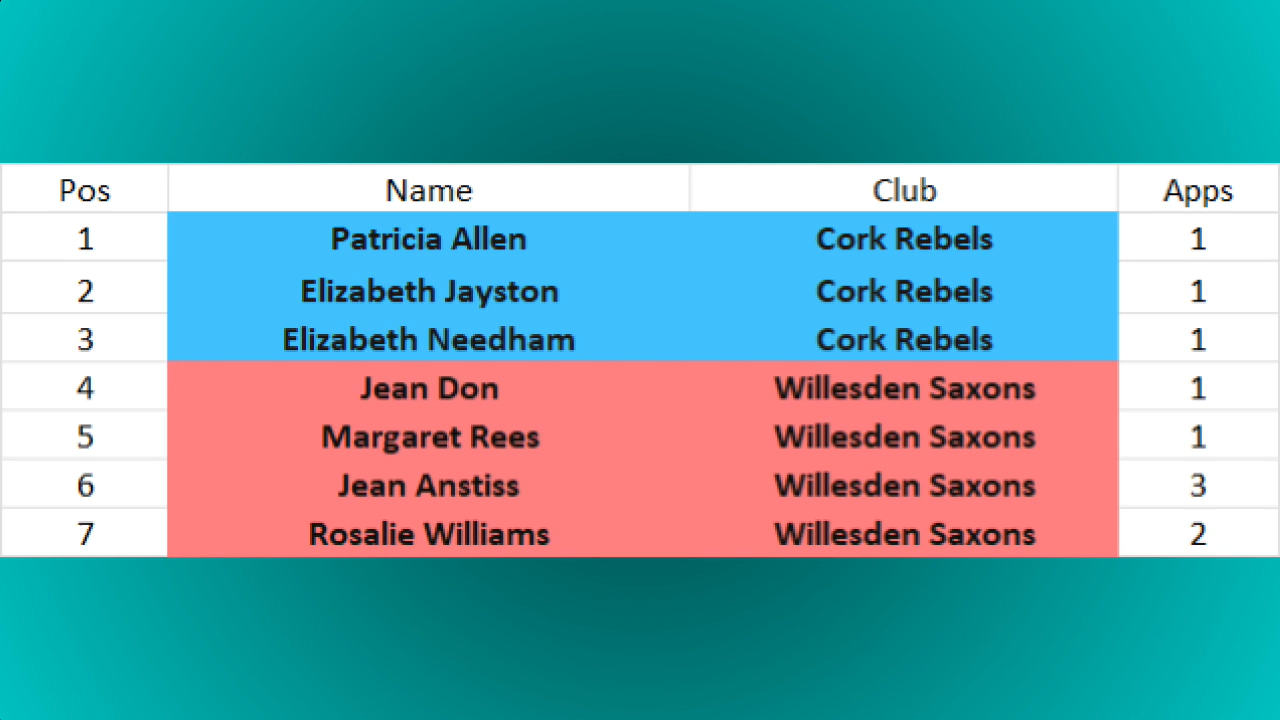 Pos Name Club Apps
1 Patricia Allen Cork Rebels 1
2 Elizabeth Jayston Cork Rebels 1
3 Elizabeth Needham Cork Rebels 1
4 Jean Don Willesden Saxons 1
5 Margaret Rees Willesden Saxons 1
6 Jean Anstiss Willesden Saxons 3
7 Rosalie Williams Willesden Saxons 2